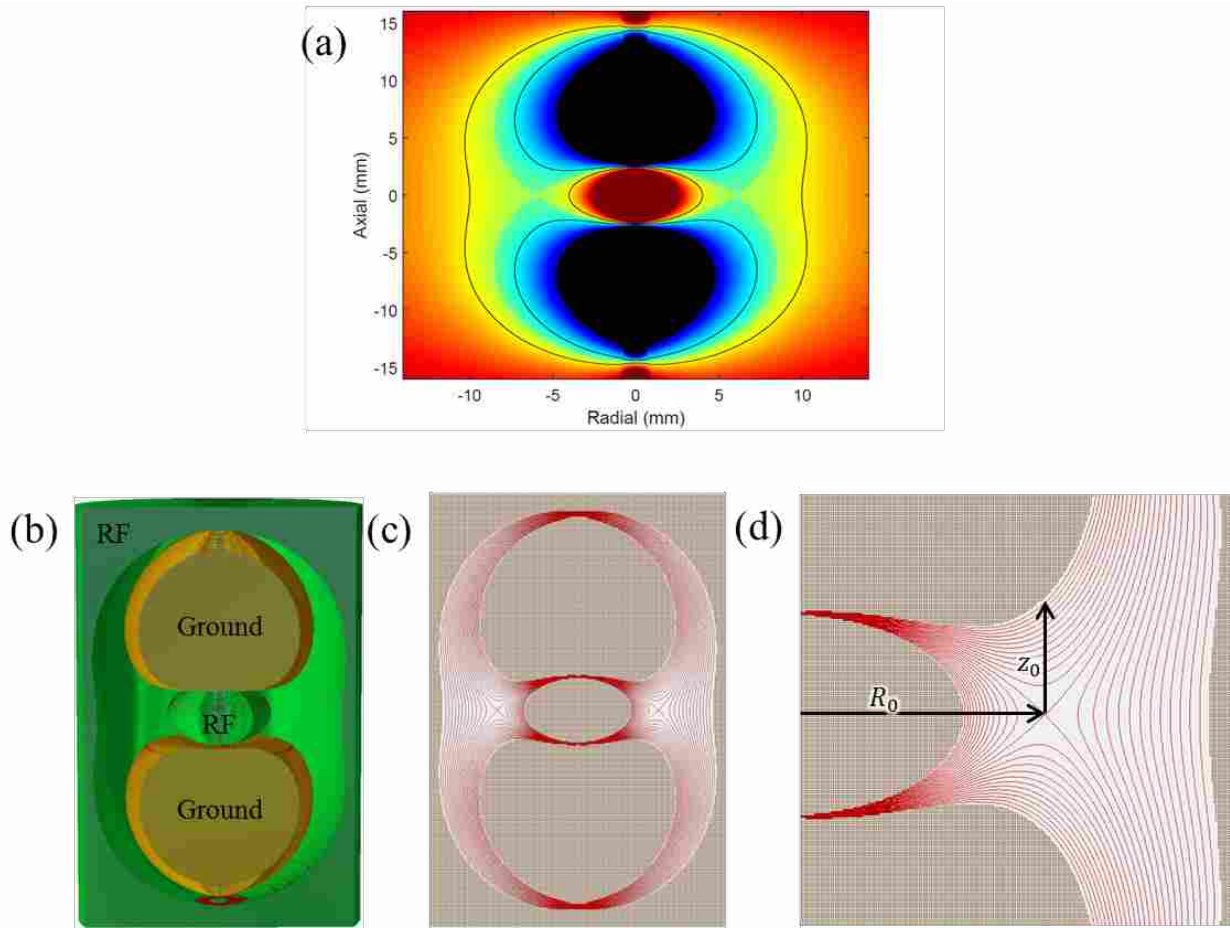 (a)
15
10
5
0
-5
-10
-15
Axial (mm)
-10 -5 0 5 10
Radial (mm)
(b)
RF
Ground
RF
Ground
(c)
(d)
z₀
R₀